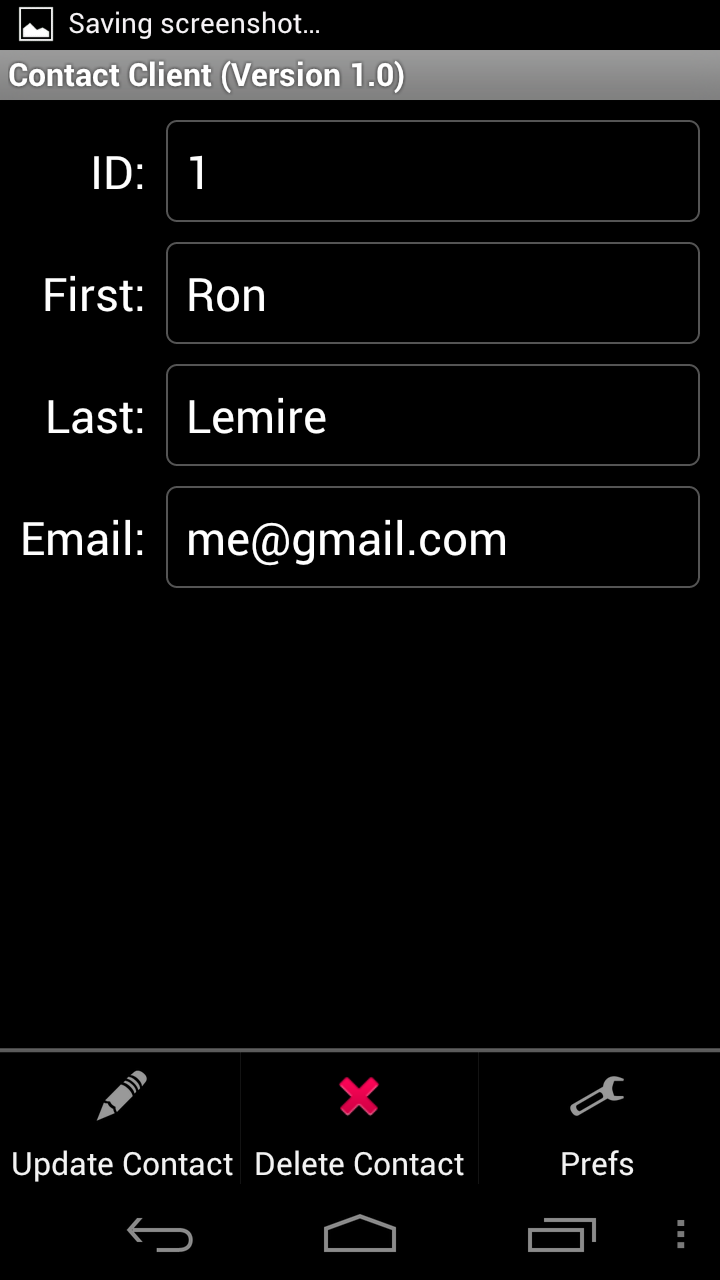 Saving screenshot...
Contact Client (Version 1.0)
ID: 1
First: Ron
Last: Lemire
Email: me@gmail.com
Update Contact Delete Contact Prefs